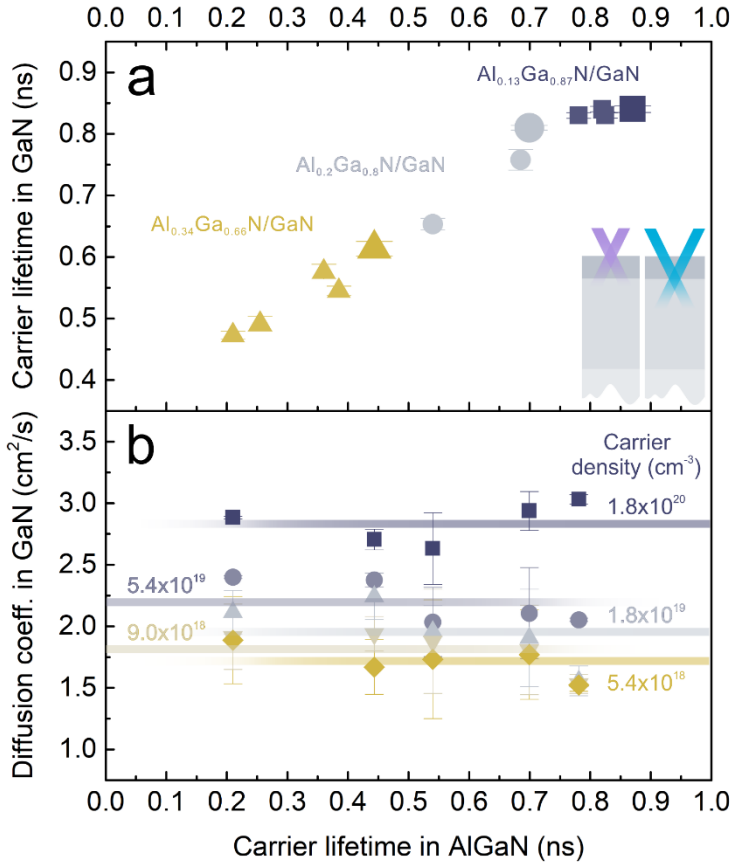 0.0 0.1 0.2 0.3 0.4 0.5 0.6 0.7 0.8 0.9 1.0
a
Al₀.₁₃Ga₀.₈₇N/GaN
Al₀.₂Ga₀.₈N/GaN
Al₀.₃₄Ga₀.₆₆N/GaN
0.9
0.8
0.7
0.6
0.5
0.4
Carrier lifetime in GaN (ns)
b
Carrier
density (cm⁻³)
1.8x10²⁰
5.4x10¹⁹
1.8x10¹⁹
9.0x10¹⁸
5.4x10¹⁸
3.5
3.0
2.5
2.0
1.5
1.0
Diffusion coeff. in GaN (cm²/s)
0.0 0.1 0.2 0.3 0.4 0.5 0.6 0.7 0.8 0.9 1.0
Carrier lifetime in AlGaN (ns)